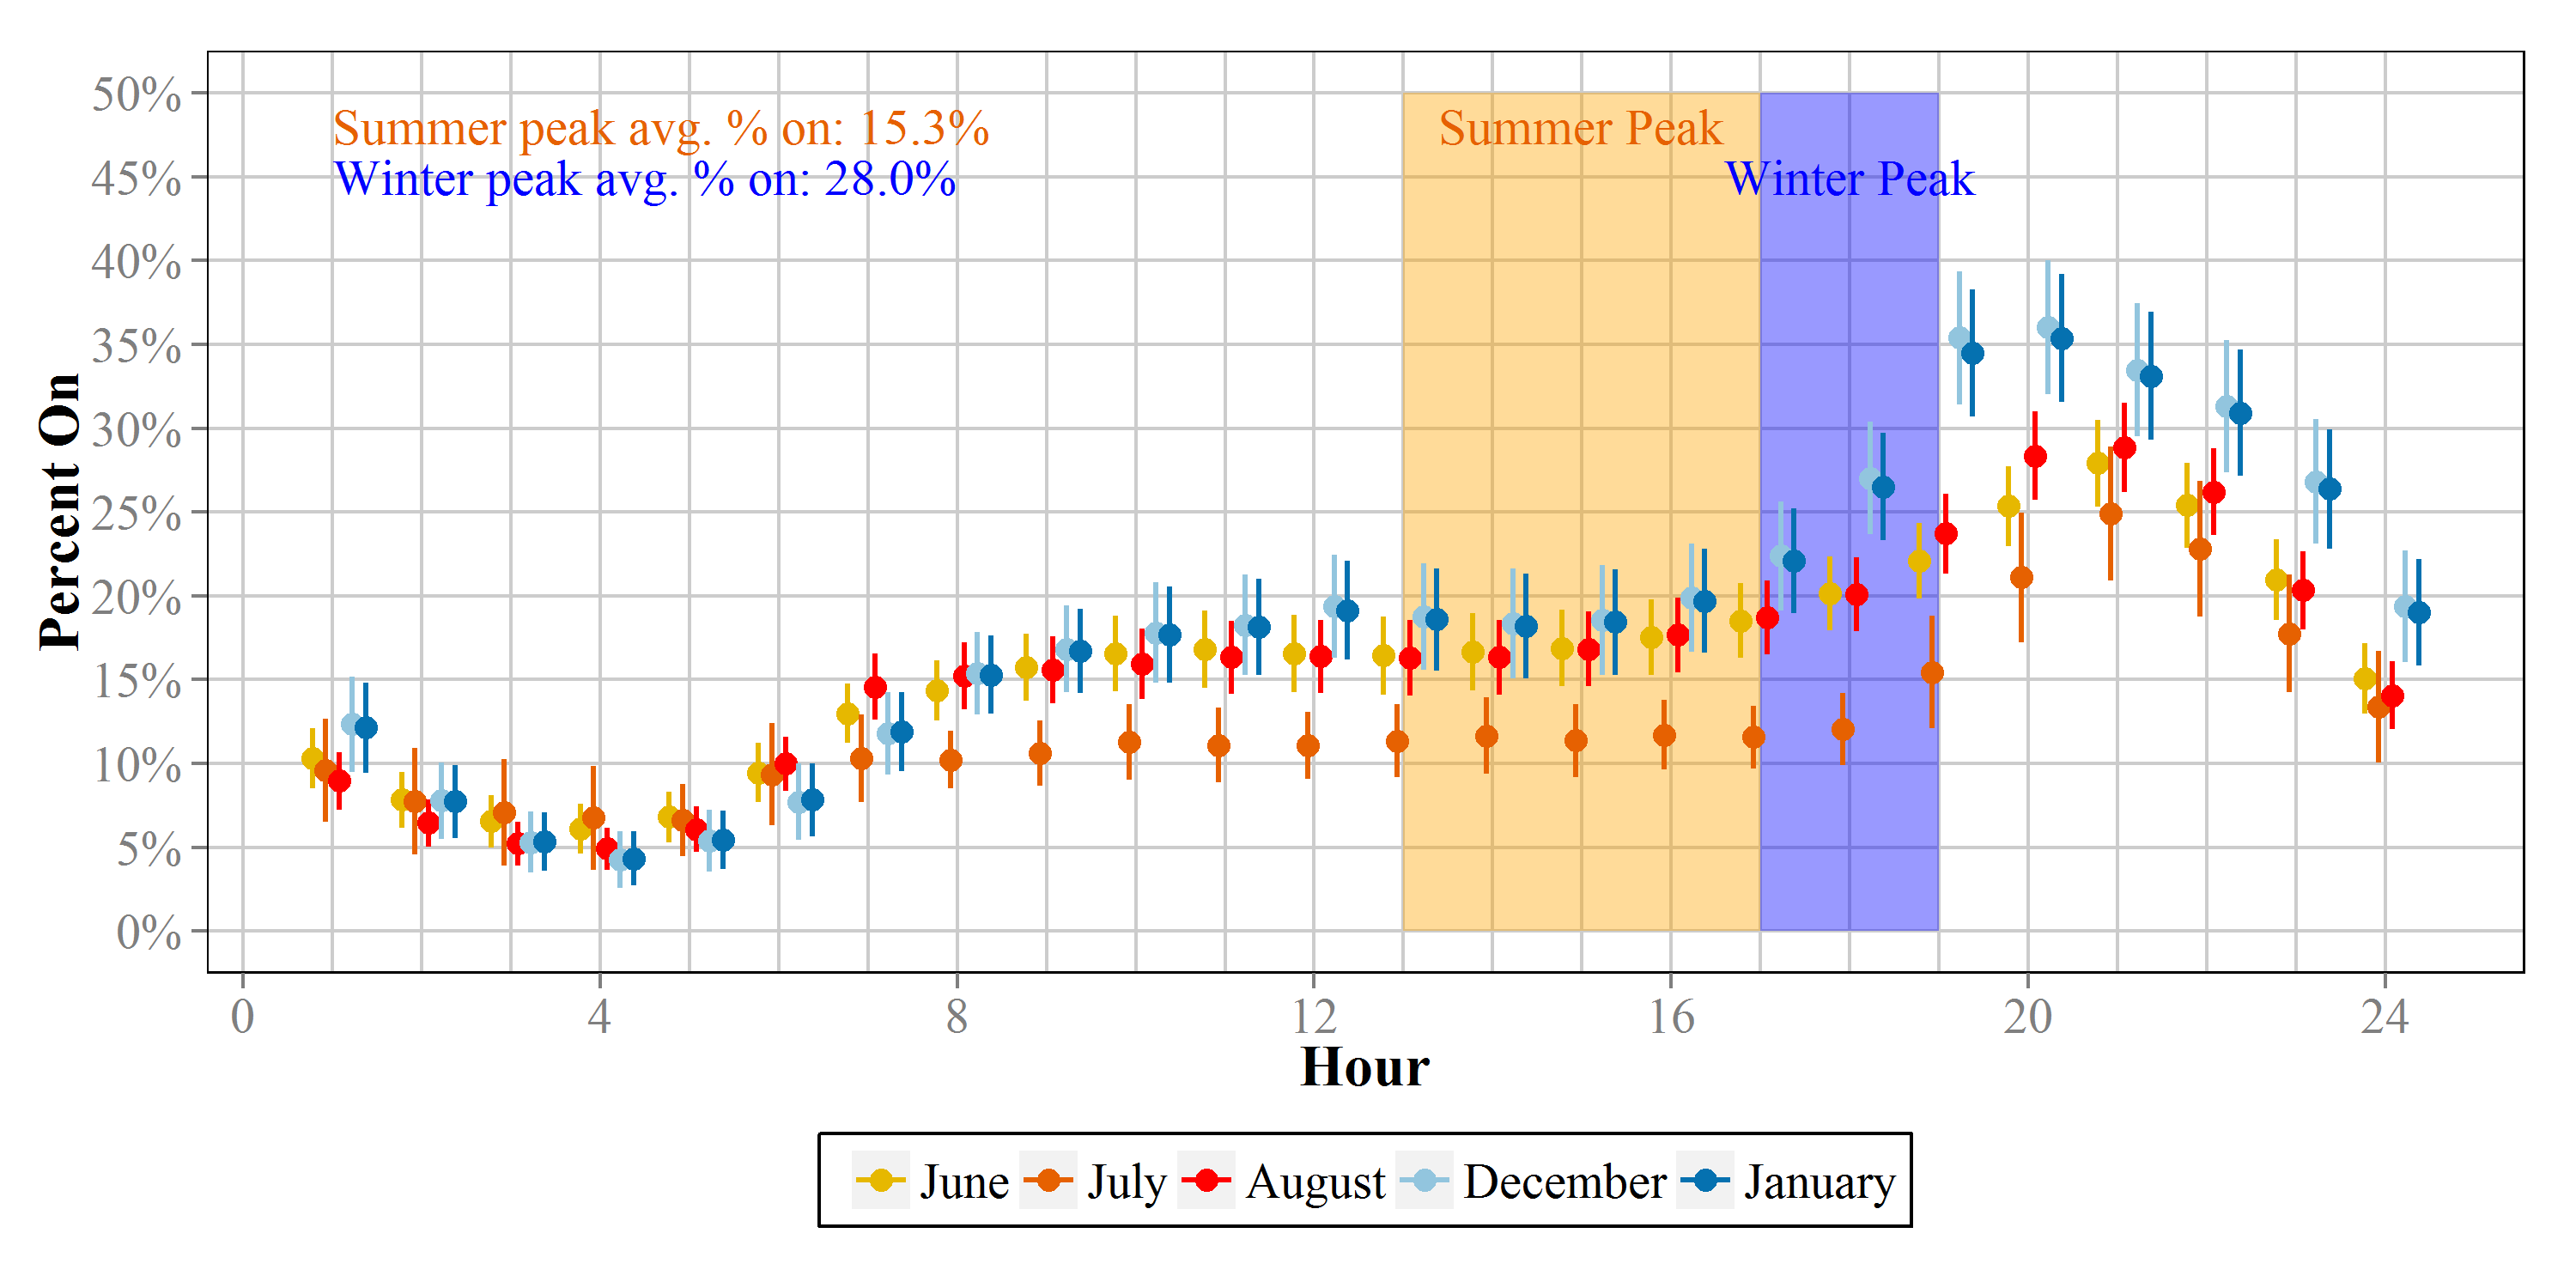 50%
45%
40%
35%
30%
25%
20%
15%
10%
5%
0%
Percent On
Summer peak avg. % on: 15.3%
Winter peak avg. % on: 28.0%
Summer Peak
Winter Peak
0 4 8 12 16 20 24
Hour
June July August December January